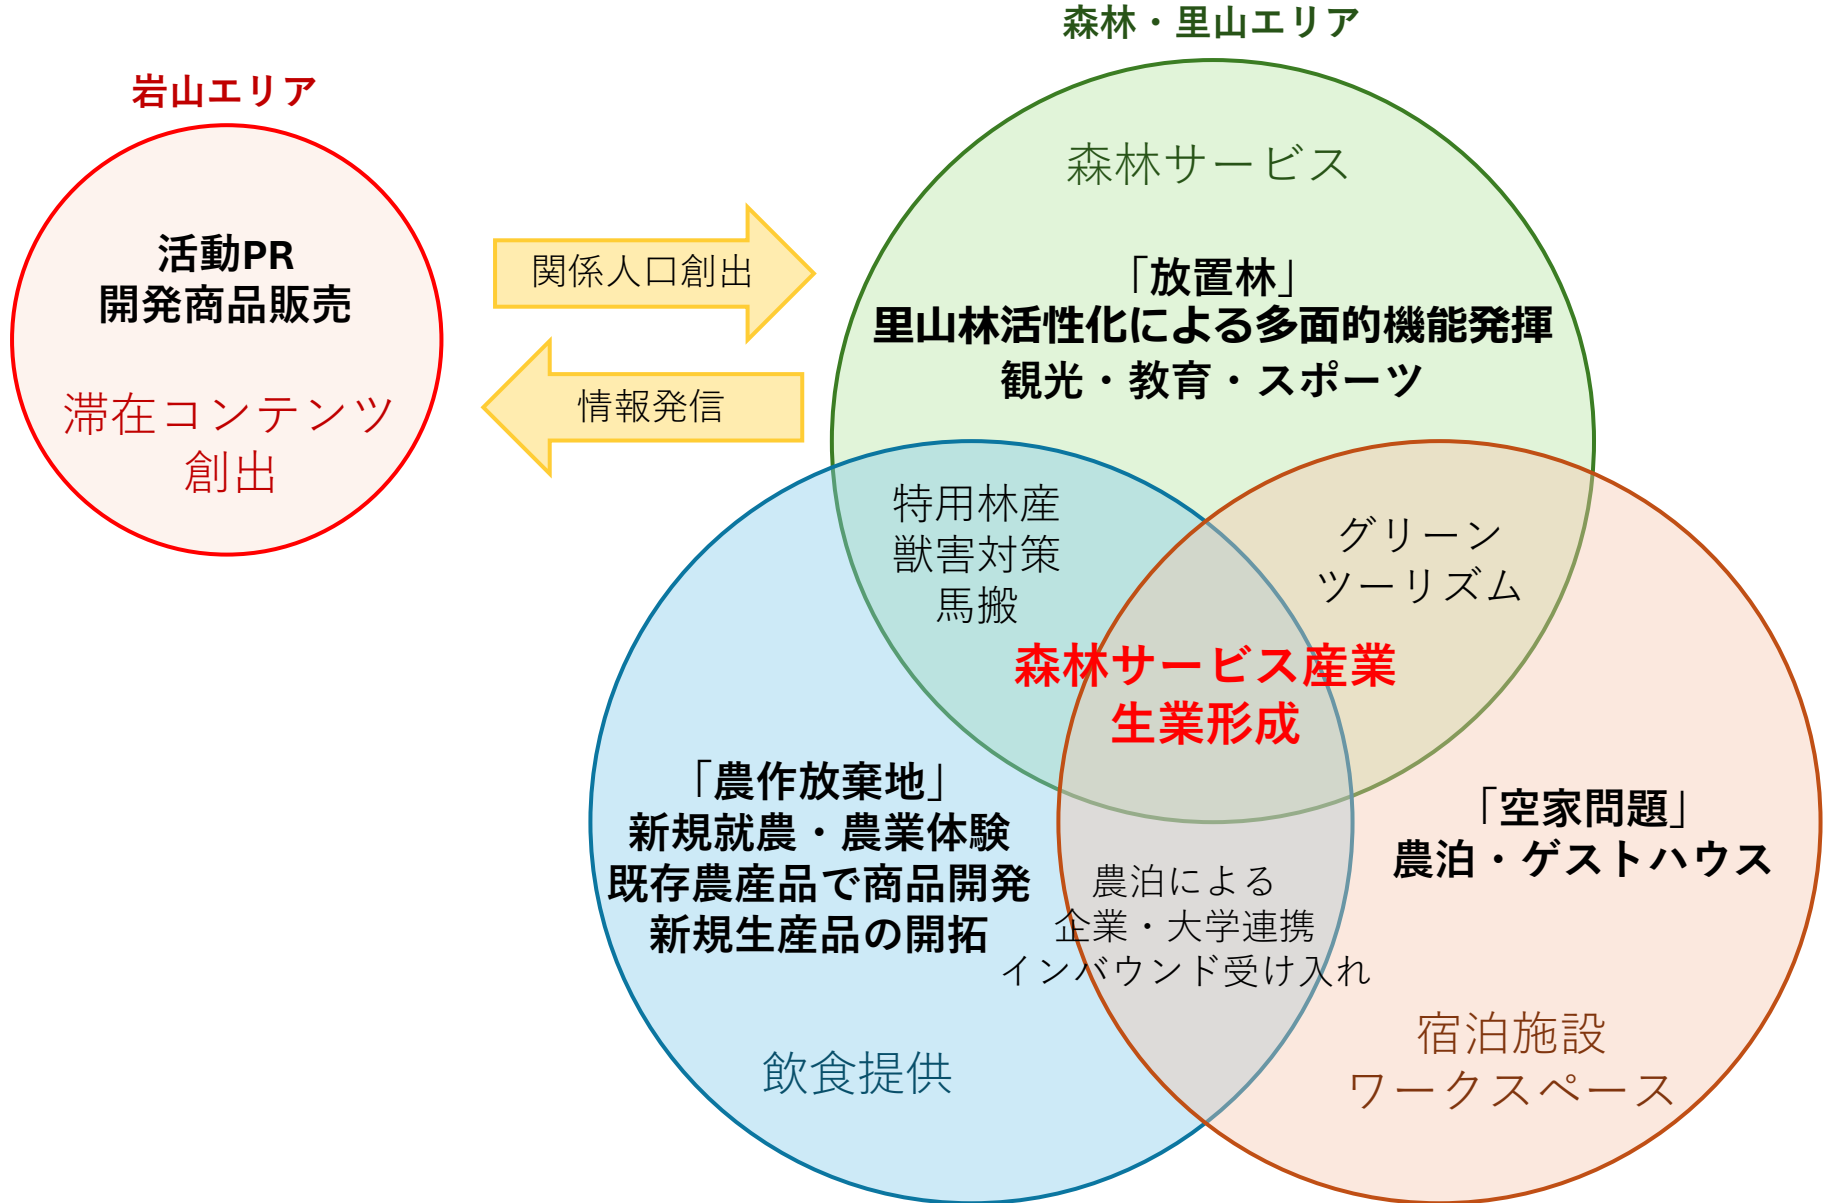 森林・里山エリア
岩山エリア
活動PR
開発商品販売
滞在コンテンツ
創出
関係人口創出
情報発信
森林サービス
「放置林」
里山林活性化による多面的機能発揮
観光・教育・スポーツ
特用林産
獣害対策
馬搬
グリーン
ツーリズム
森林サービス産業
生業形成
「農作放棄地」
新規就農・農業体験
既存農産品で商品開発
新規生産品の開拓
飲食提供
農泊による
企業・大学連携
インバウンド受け入れ
「空家問題」
農泊・ゲストハウス
宿泊施設
ワークスペース